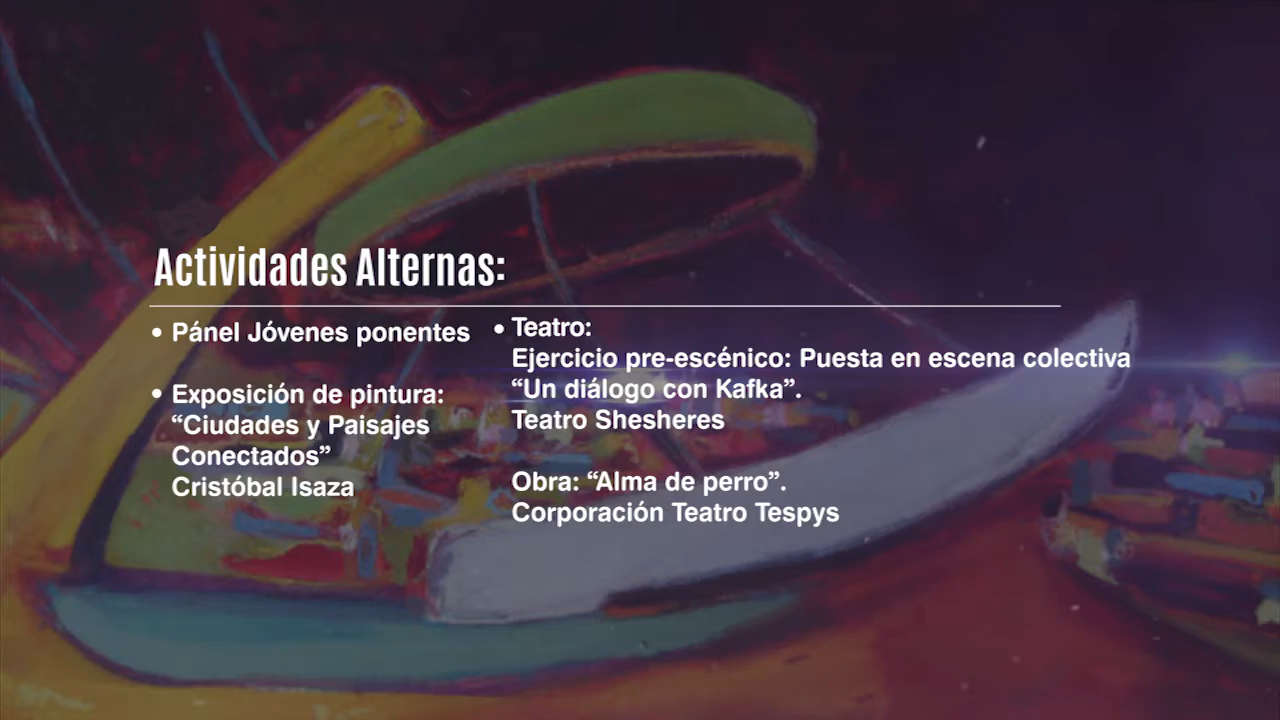 Actividades Alternas:
• Pánel Jóvenes ponentes
• Exposición de pintura:
“Ciudades y Paisajes
Conectados”
Cristóbal Isaza
• Teatro:
Ejercicio pre-escénico: Puesta en escena colectiva
“Un diálogo con Kafka”.
Teatro Shesheres
Obra: “Alma de perro”.
Corporación Teatro Tespys